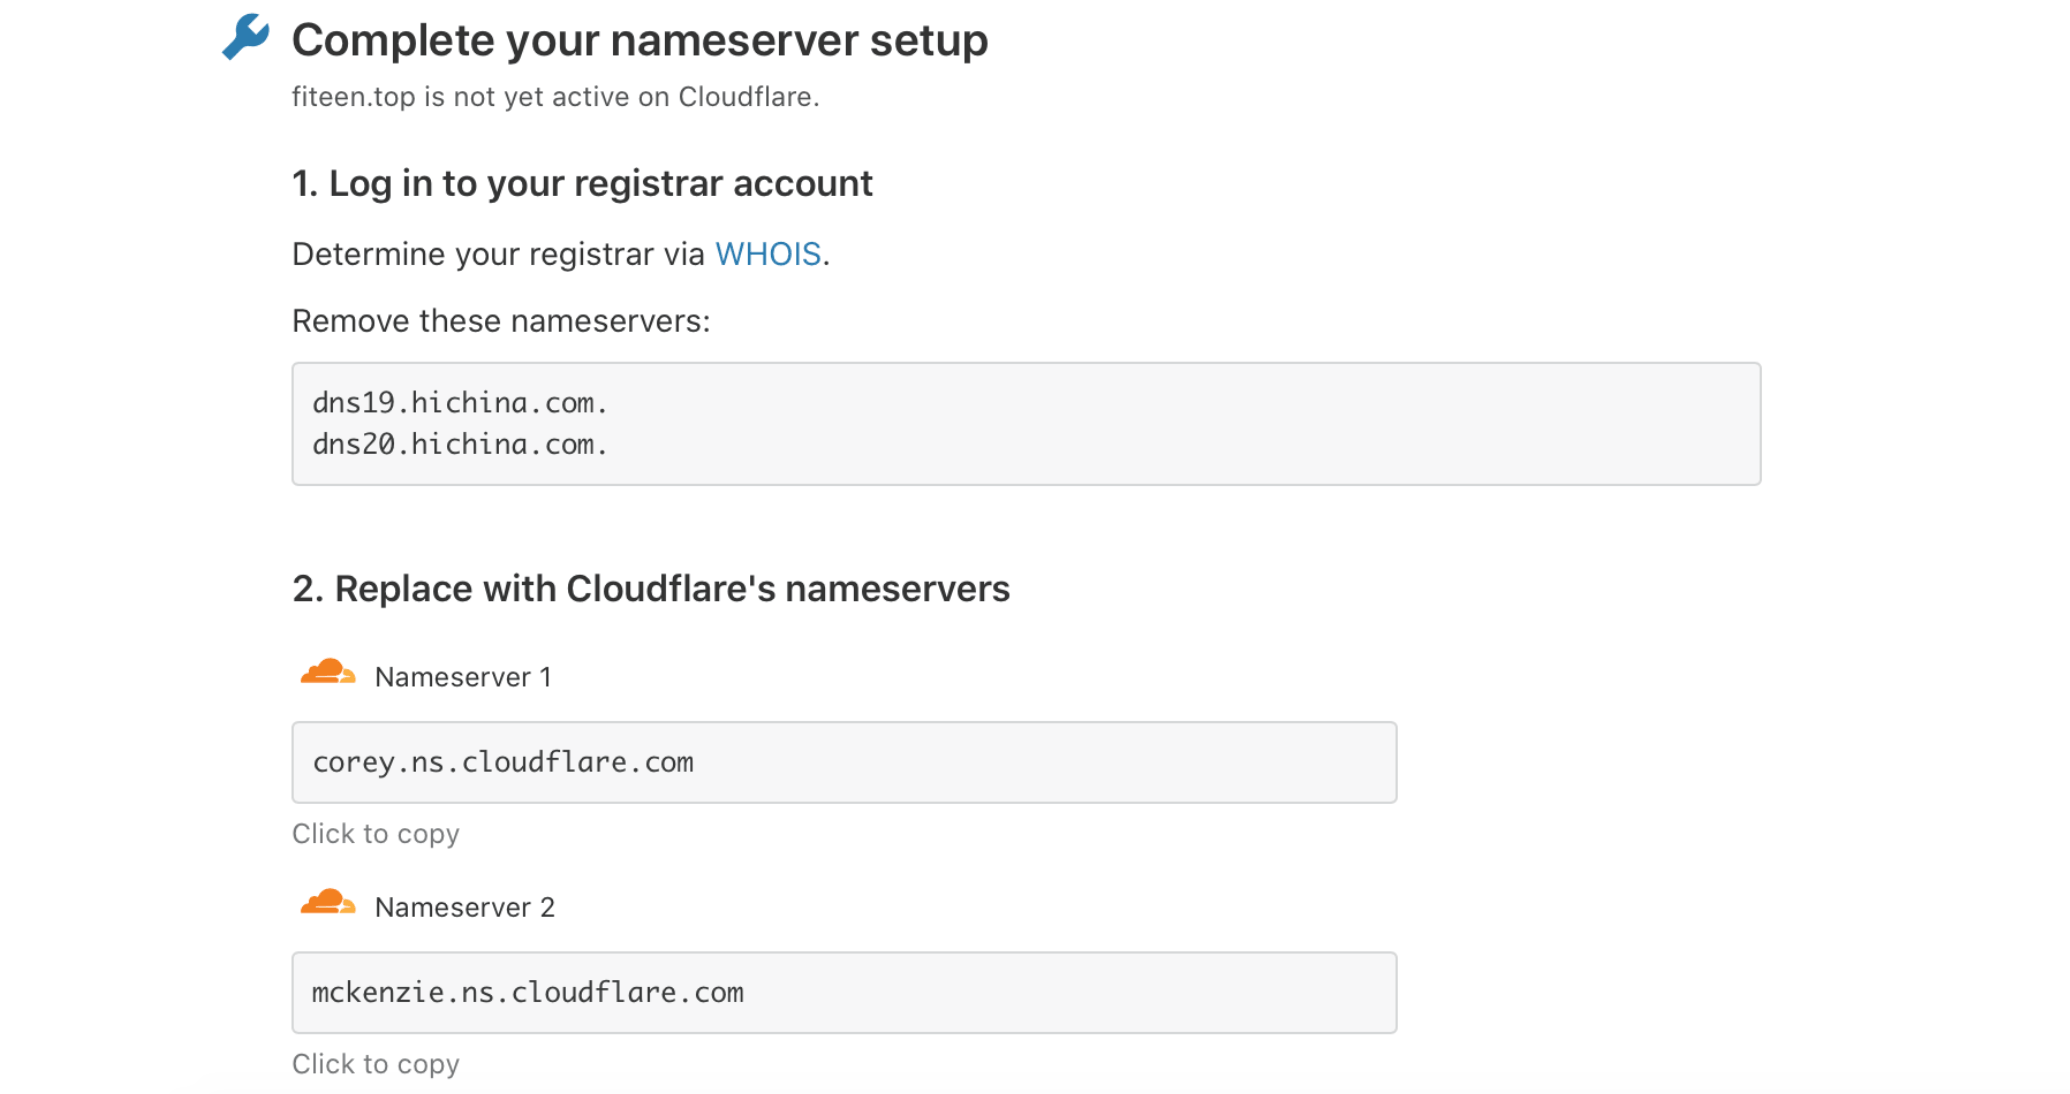 Complete your nameserver setup
fiteen.top is not yet active on Cloudflare.
1. Log in to your registrar account
Determine your registrar via WHOIS.
Remove these nameservers:
dns19.hichina.com.
dns20.hichina.com.
2. Replace with Cloudflare's nameservers
Nameserver 1
corey.ns.cloudflare.com
Click to copy
Nameserver 2
mckenzie.ns.cloudflare.com
Click to copy